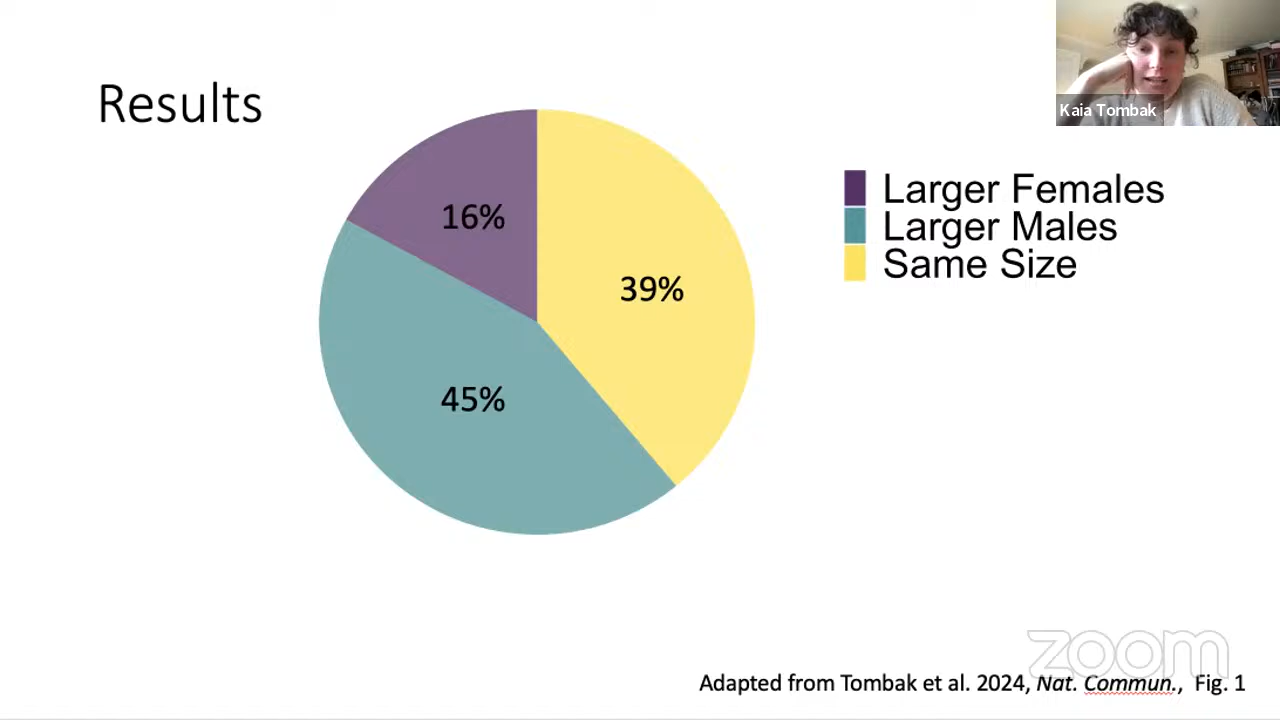 Kaia Tombak
Results
Larger Females
Larger Males
Same Size
16%
39%
45%
zoom
Adapted from Tombak et al. 2024, Nat. Commun., Fig. 1